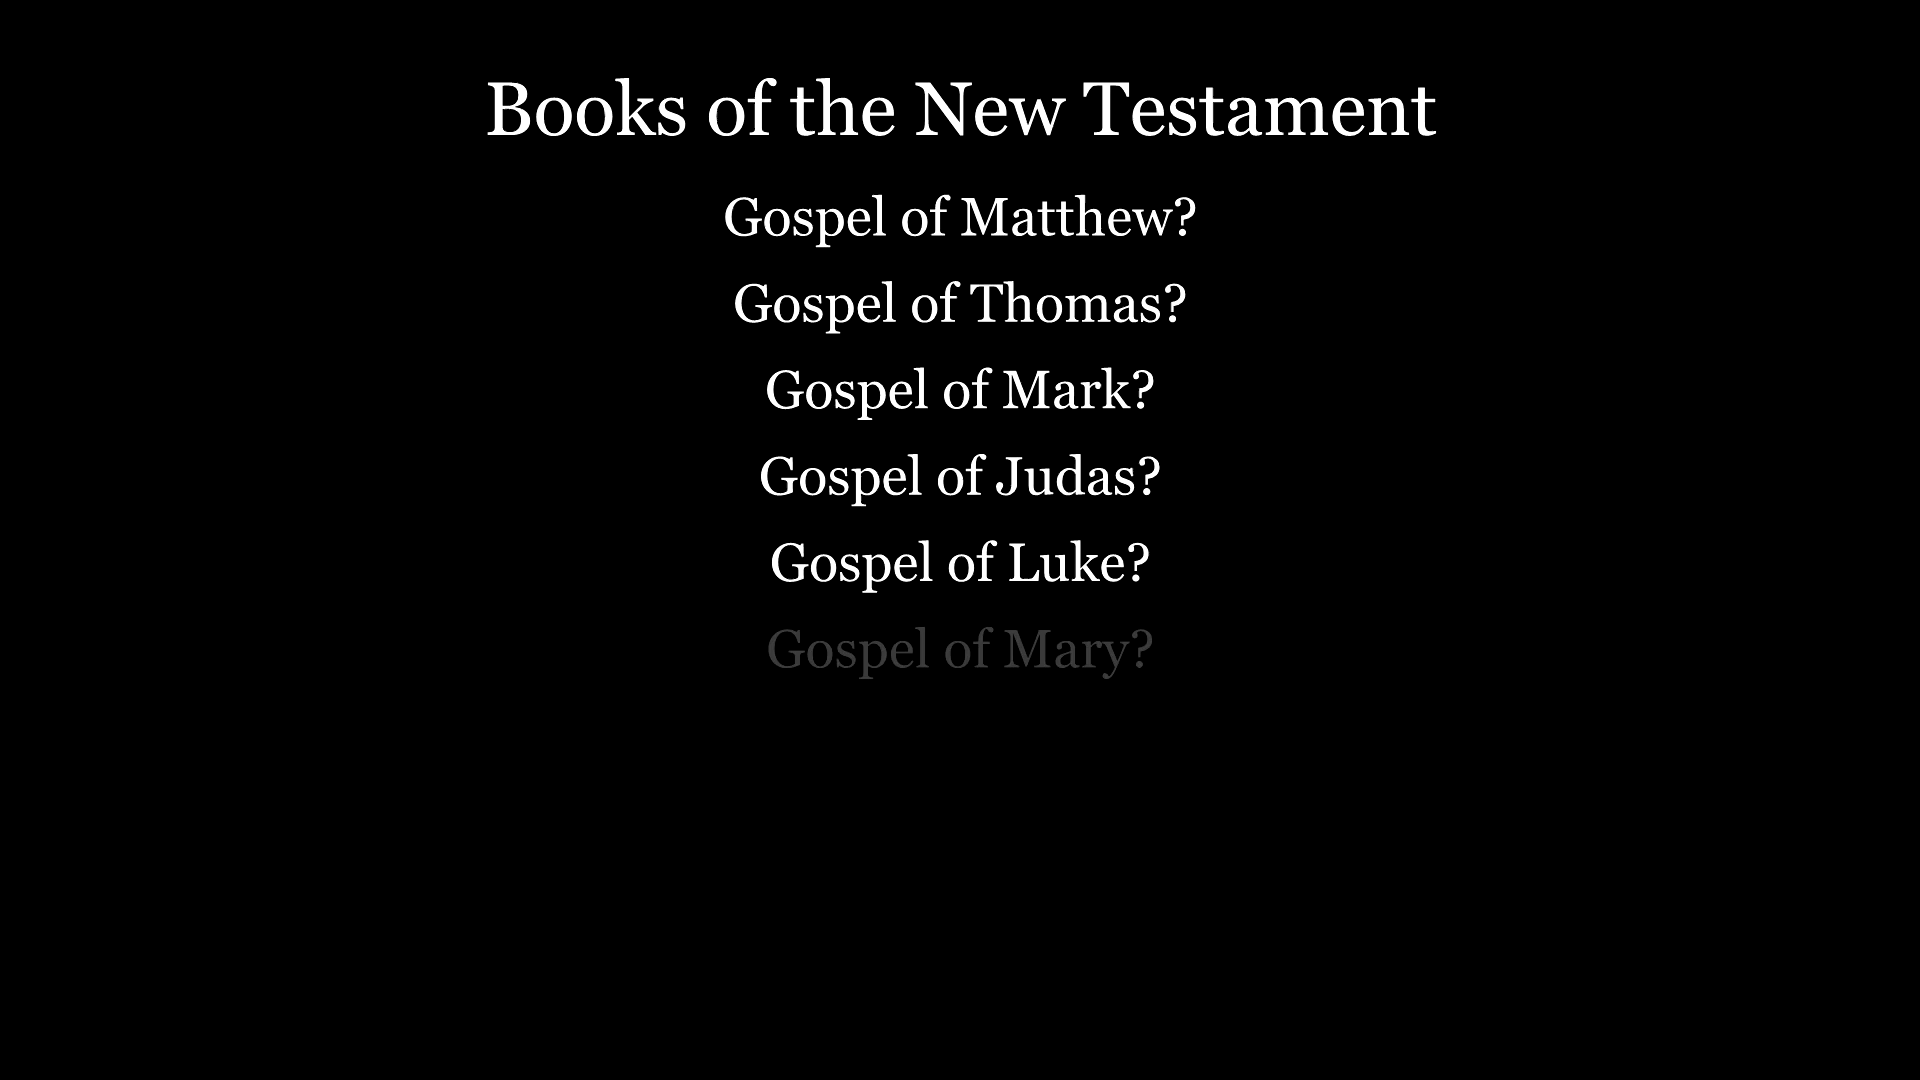 Books of the New Testament
Gospel of Matthew?
Gospel of Thomas?
Gospel of Mark?
Gospel of Judas?
Gospel of Luke?
Gospel of Mary?